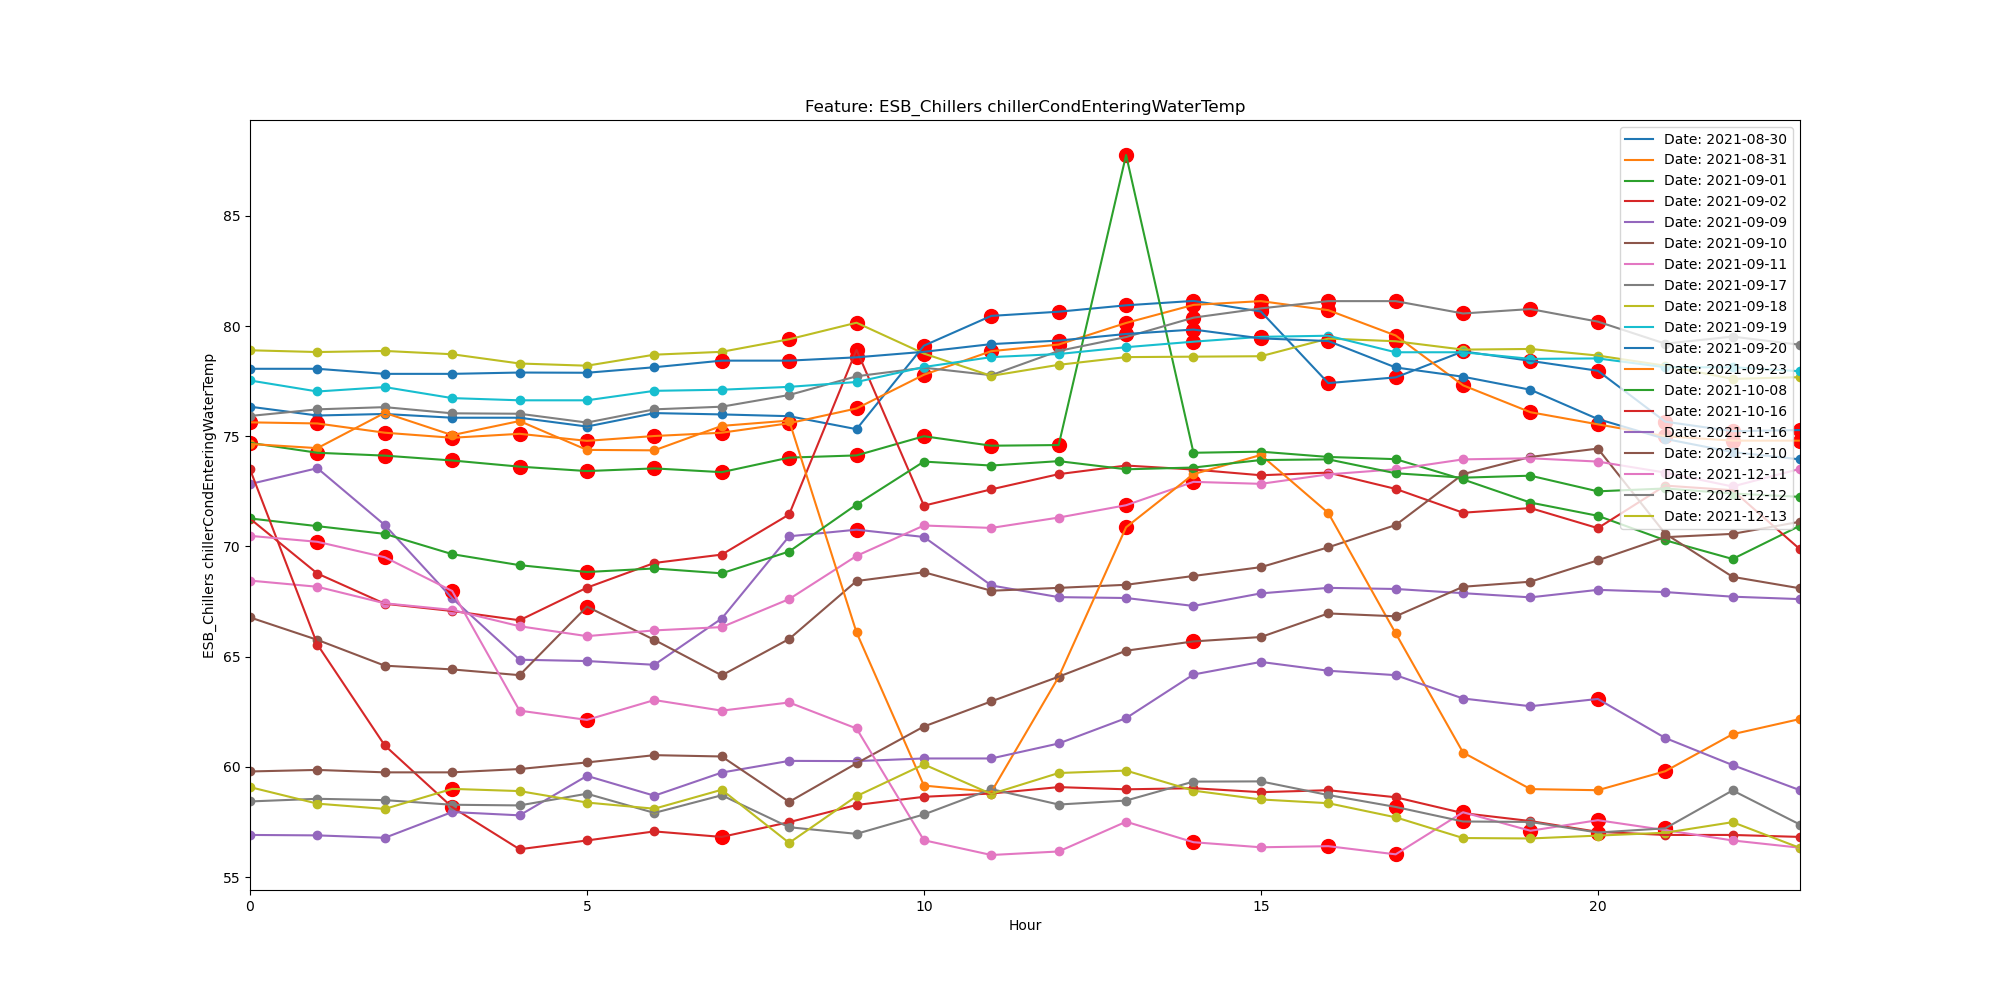 Feature: ESB_Chillers chillerCondEnteringWaterTemp
ESB_Chillers chillerCondEnteringWaterTemp
85
80
75
70
65
60
55
0
5
10
15
20
Hour
Date: 2021-08-30
Date: 2021-08-31
Date: 2021-09-01
Date: 2021-09-02
Date: 2021-09-09
Date: 2021-09-10
Date: 2021-09-11
Date: 2021-09-17
Date: 2021-09-18
Date: 2021-09-19
Date: 2021-09-20
Date: 2021-09-23
Date: 2021-10-08
Date: 2021-10-16
Date: 2021-11-16
Date: 2021-12-10
Date: 2021-12-11
Date: 2021-12-12
Date: 2021-12-13